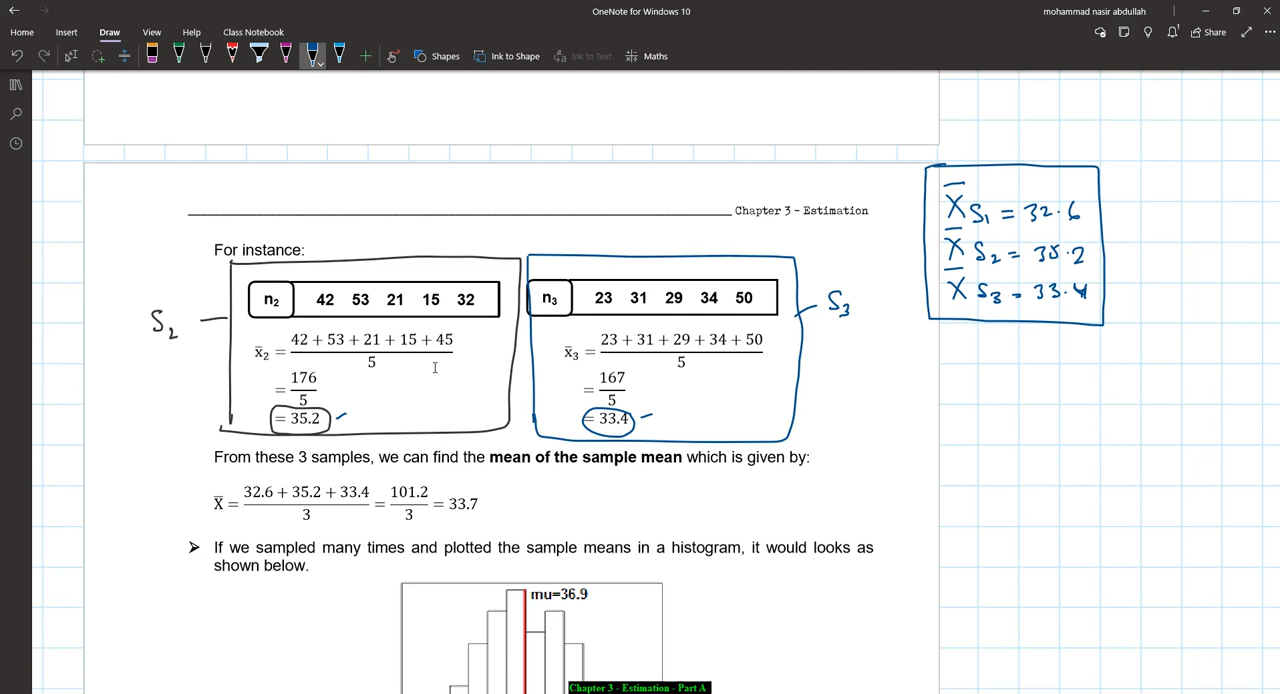 OneNote for Windows 10
mohammad nasir abdullah
Home Insert Draw View Help Class Notebook
Share
Shapes Ink to Shape Ink to Text Maths
Chapter 3 – Estimation
For instance:
n₂ 42 53 21 15 32
n₃ 23 31 29 34 50
S₂
x̄₂ = (42 + 53 + 21 + 15 + 45)/5
= 176/5
= 35.2
x̄₃ = (23 + 31 + 29 + 34 + 50)/5
= 167/5
= 33.4
S₃
X̄ S₁ = 32.6
X̄ S₂ = 35.2
X̄ S₃ = 33.4
From these 3 samples, we can find the mean of the sample mean which is given by:
X̄ = (32.6 + 35.2 + 33.4)/3 = 101.2/3 = 33.7
➤ If we sampled many times and plotted the sample means in a histogram, it would looks as
shown below.
mu=36.9
Chapter 3 - Estimation - Part A